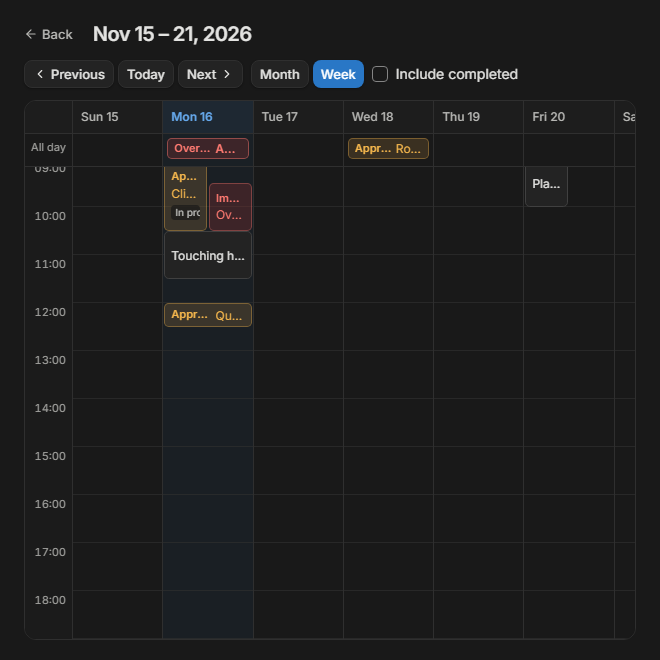 Back
Nov 15 – 21, 2026
Previous Today Next Month Week Include completed
Sun 15 Mon 16 Tue 17 Wed 18 Thu 19 Fri 20 Sa
All day Over... A... Appr... Ro...
09:00
Ap...
Cli...
In pro
Im...
Ov...
Pla...
10:00
Touching h...
11:00
12:00
Appr... Qu...
13:00
14:00
15:00
16:00
17:00
18:00